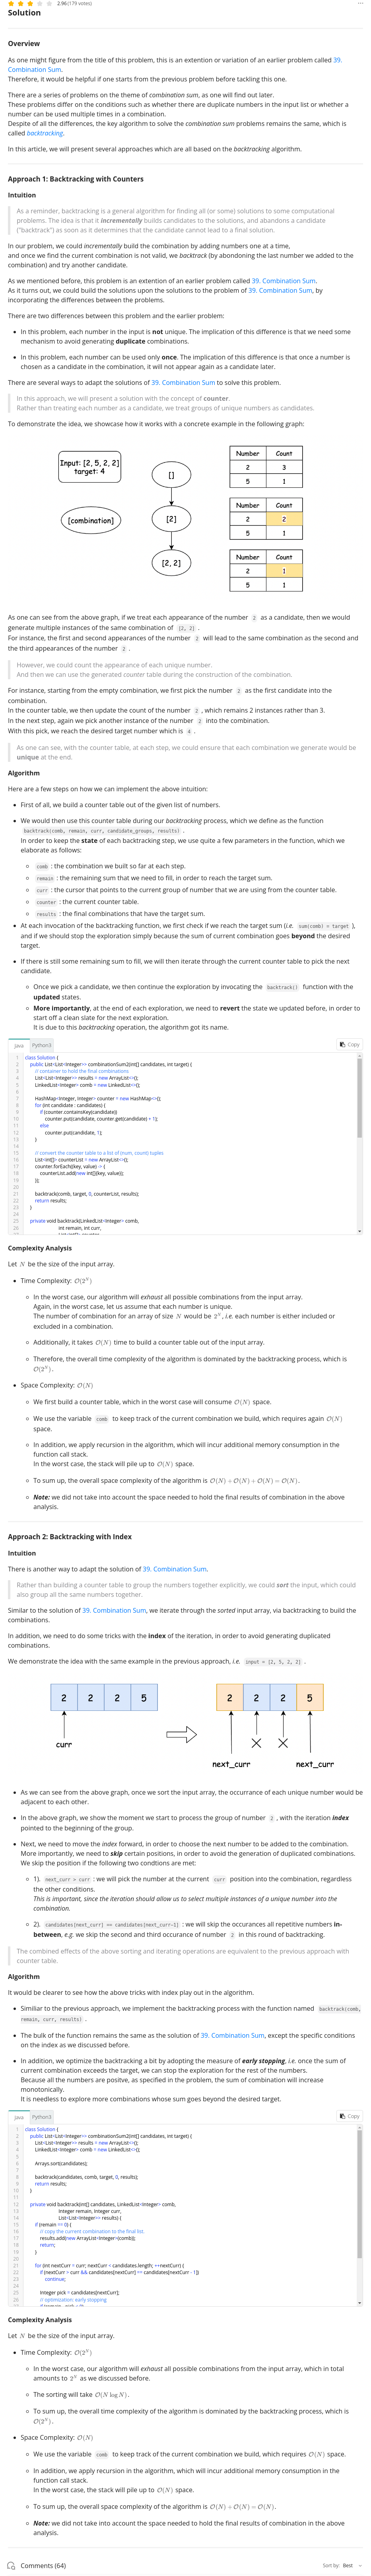 2.96 (179 votes)
Solution
Overview
As one might figure from the title of this problem, this is an extention or variation of an earlier problem called 39.
Combination Sum.
Therefore, it would be helpful if one starts from the previous problem before tackling this one.
There are a series of problems on the theme of combination sum, as one will find out later.
These problems differ on the conditions such as whether there are duplicate numbers in the input list or whether a
number can be used multiple times in a combination.
Despite of all the differences, the key algorithm to solve the combination sum problems remains the same, which is
called backtracking.
In this article, we will present several approaches which are all based on the backtracking algorithm.
Approach 1: Backtracking with Counters
Intuition
As a reminder, backtracking is a general algorithm for finding all (or some) solutions to some computational
problems. The idea is that it incrementally builds candidates to the solutions, and abandons a candidate
("backtrack") as soon as it determines that the candidate cannot lead to a final solution.
In our problem, we could incrementally build the combination by adding numbers one at a time,
and once we find the current combination is not valid, we backtrack (by abondoning the last number we added to the
combination) and try another candidate.
As we mentioned before, this problem is an extention of an earlier problem called 39. Combination Sum.
As it turns out, we could build the solutions upon the solutions to the problem of 39. Combination Sum, by
incorporating the differences between the problems.
There are two differences between this problem and the earlier problem:
• In this problem, each number in the input is not unique. The implication of this difference is that we need some
mechanism to avoid generating duplicate combinations.
• In this problem, each number can be used only once. The implication of this difference is that once a number is
chosen as a candidate in the combination, it will not appear again as a candidate later.
There are several ways to adapt the solutions of 39. Combination Sum to solve this problem.
In this approach, we will present a solution with the concept of counter.
Rather than treating each number as a candidate, we treat groups of unique numbers as candidates.
To demonstrate the idea, we showcase how it works with a concrete example in the following graph:
Input: [2, 5, 2, 2]
target: 4
[combination]
[]
[2]
[2, 2]
Number Count
2 3
5 1
Number Count
2 2
5 1
Number Count
2 1
5 1
As one can see from the above graph, if we treat each appearance of the number 2 as a candidate, then we would
generate multiple instances of the same combination of [2, 2] .
For instance, the first and second appearances of the number 2 will lead to the same combination as the second and
the third appearances of the number 2 .
However, we could count the appearance of each unique number.
And then we can use the generated counter table during the construction of the combination.
For instance, starting from the empty combination, we first pick the number 2 as the first candidate into the
combination.
In the counter table, we then update the count of the number 2 , which remains 2 instances rather than 3.
In the next step, again we pick another instance of the number 2 into the combination.
With this pick, we reach the desired target number which is 4 .
As one can see, with the counter table, at each step, we could ensure that each combination we generate would be
unique at the end.
Algorithm
Here are a few steps on how we can implement the above intuition:
• First of all, we build a counter table out of the given list of numbers.
• We would then use this counter table during our backtracking process, which we define as the function
backtrack(comb, remain, curr, candidate_groups, results) .
In order to keep the state of each backtracking step, we use quite a few parameters in the function, which we
elaborate as follows:
◦ comb : the combination we built so far at each step.
◦ remain : the remaining sum that we need to fill, in order to reach the target sum.
◦ curr : the cursor that points to the current group of number that we are using from the counter table.
◦ counter : the current counter table.
◦ results : the final combinations that have the target sum.
• At each invocation of the backtracking function, we first check if we reach the target sum (i.e. sum(comb) = target ),
and if we should stop the exploration simply because the sum of current combination goes beyond the desired
target.
• If there is still some remaining sum to fill, we will then iterate through the current counter table to pick the next
candidate.
◦ Once we pick a candidate, we then continue the exploration by invocating the backtrack() function with the
updated states.
◦ More importantly, at the end of each exploration, we need to revert the state we updated before, in order to
start off a clean slate for the next exploration.
It is due to this backtracking operation, the algorithm got its name.
Java Python3 Copy
1 class Solution {
2 public List<List<Integer>> combinationSum2(int[] candidates, int target) {
3 // container to hold the final combinations
4 List<List<Integer>> results = new ArrayList<>();
5 LinkedList<Integer> comb = new LinkedList<>();
6
7 HashMap<Integer, Integer> counter = new HashMap<>();
8 for (int candidate : candidates) {
9 if (counter.containsKey(candidate))
10 counter.put(candidate, counter.get(candidate) + 1);
11 else
12 counter.put(candidate, 1);
13 }
14
15 // convert the counter table to a list of (num, count) tuples
16 List<int[]> counterList = new ArrayList<>();
17 counter.forEach((key, value) -> {
18 counterList.add(new int[]{key, value});
19 });
20
21 backtrack(comb, target, 0, counterList, results);
22 return results;
23 }
24
25 private void backtrack(LinkedList<Integer> comb,
26 int remain, int curr,
Complexity Analysis
Let N be the size of the input array.
• Time Complexity: O(2^N)
◦ In the worst case, our algorithm will exhaust all possible combinations from the input array.
Again, in the worst case, let us assume that each number is unique.
The number of combination for an array of size N would be 2^N, i.e. each number is either included or
excluded in a combination.
◦ Additionally, it takes O(N) time to build a counter table out of the input array.
◦ Therefore, the overall time complexity of the algorithm is dominated by the backtracking process, which is
O(2^N).
• Space Complexity: O(N)
◦ We first build a counter table, which in the worst case will consume O(N) space.
◦ We use the variable comb to keep track of the current combination we build, which requires again O(N)
space.
◦ In addition, we apply recursion in the algorithm, which will incur additional memory consumption in the
function call stack.
In the worst case, the stack will pile up to O(N) space.
◦ To sum up, the overall space complexity of the algorithm is O(N) + O(N) + O(N) = O(N).
◦ Note: we did not take into account the space needed to hold the final results of combination in the above
analysis.
Approach 2: Backtracking with Index
Intuition
There is another way to adapt the solution of 39. Combination Sum.
Rather than building a counter table to group the numbers together explicitly, we could sort the input, which could
also group all the same numbers together.
Similar to the solution of 39. Combination Sum, we iterate through the sorted input array, via backtracking to build the
combinations.
In addition, we need to do some tricks with the index of the iteration, in order to avoid generating duplicated
combinations.
We demonstrate the idea with the same example in the previous approach, i.e. input = [2, 5, 2, 2] .
2 2 2 5
curr
2 2 2 5
next_curr
next_curr
• As we can see from the above graph, once we sort the input array, the occurrance of each unique number would be
adjacent to each other.
• In the above graph, we show the moment we start to process the group of number 2 , with the iteration index
pointed to the beginning of the group.
• Next, we need to move the index forward, in order to choose the next number to be added to the combination.
More importantly, we need to skip certain positions, in order to avoid the generation of duplicated combinations.
We skip the position if the following two conditions are met:
◦ 1). next_curr > curr : we will pick the number at the current curr position into the combination, regardless
the other conditions.
This is important, since the iteration should allow us to select multiple instances of a unique number into the
combination.
◦ 2). candidates[next_curr] == candidates[next_curr-1] : we will skip the occurances all repetitive numbers in-
between, e.g. we skip the second and third occurance of number 2 in this round of backtracking.
The combined effects of the above sorting and iteration operations are equivalent to the previous approach with
counter table.
Algorithm
It would be clearer to see how the above tricks with index play out in the algorithm.
• Similiar to the previous approach, we implement the backtracking process with the function named backtrack(comb,
remain, curr, results) .
• The bulk of the function remains the same as the solution of 39. Combination Sum, except the specific conditions
on the index as we discussed before.
• In addition, we optimize the backtracking a bit by adopting the measure of early stopping, i.e. once the sum of
current combination exceeds the target, we can stop the exploration for the rest of the numbers.
Because all the numbers are positve, as specified in the problem, the sum of combination will increase
monotonically.
It is needless to explore more combinations whose sum goes beyond the desired target.
Java Python3 Copy
1 class Solution {
2 public List<List<Integer>> combinationSum2(int[] candidates, int target) {
3 List<List<Integer>> results = new ArrayList<>();
4 LinkedList<Integer> comb = new LinkedList<>();
5
6 Arrays.sort(candidates);
7
8 backtrack(candidates, comb, target, 0, results);
9 return results;
10 }
11
12 private void backtrack(int[] candidates, LinkedList<Integer> comb,
13 Integer remain, Integer curr,
14 List<List<Integer>> results) {
15 if (remain == 0) {
16 // copy the current combination to the final list.
17 results.add(new ArrayList<Integer>(comb));
18 return;
19 }
20
21 for (int nextCurr = curr; nextCurr < candidates.length; ++nextCurr) {
22 if (nextCurr > curr && candidates[nextCurr] == candidates[nextCurr - 1])
23 continue;
24
25 Integer pick = candidates[nextCurr];
26 // optimization: early stopping
Complexity Analysis
Let N be the size of the input array.
• Time Complexity: O(2^N)
◦ In the worst case, our algorithm will exhaust all possible combinations from the input array, which in total
amounts to 2^N as we discussed before.
◦ The sorting will take O(N log N).
◦ To sum up, the overall time complexity of the algorithm is dominated by the backtracking process, which is
O(2^N).
• Space Complexity: O(N)
◦ We use the variable comb to keep track of the current combination we build, which requires O(N) space.
◦ In addition, we apply recursion in the algorithm, which will incur additional memory consumption in the
function call stack.
In the worst case, the stack will pile up to O(N) space.
◦ To sum up, the overall space complexity of the algorithm is O(N) + O(N) = O(N).
◦ Note: we did not take into account the space needed to hold the final results of combination in the above
analysis.
Comments (64) Sort by: Best